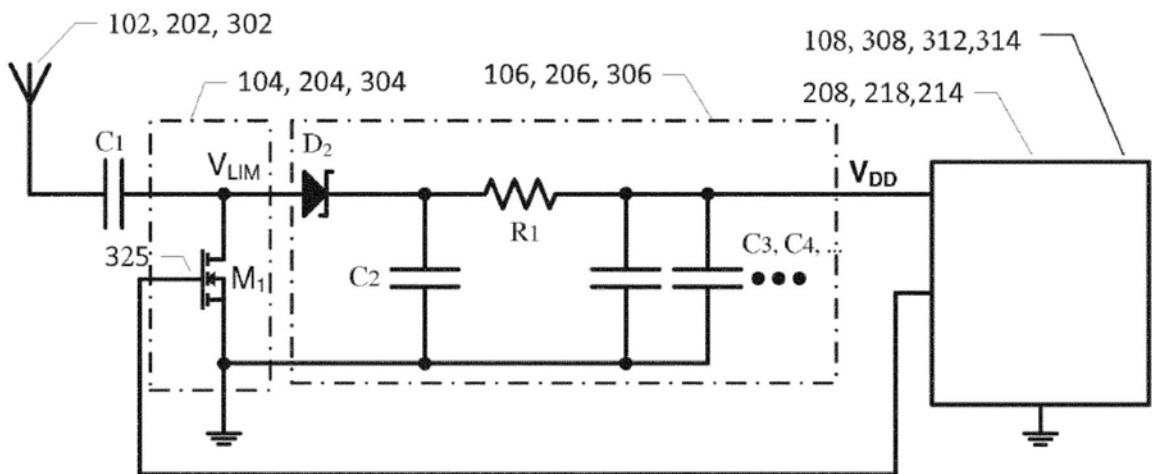 102, 202, 302
108, 308, 312,314
104, 204, 304
106, 206, 306
208, 218,214
C1
VLIM
D2
VDD
R1
325
M1
C2
C3, C4, ...